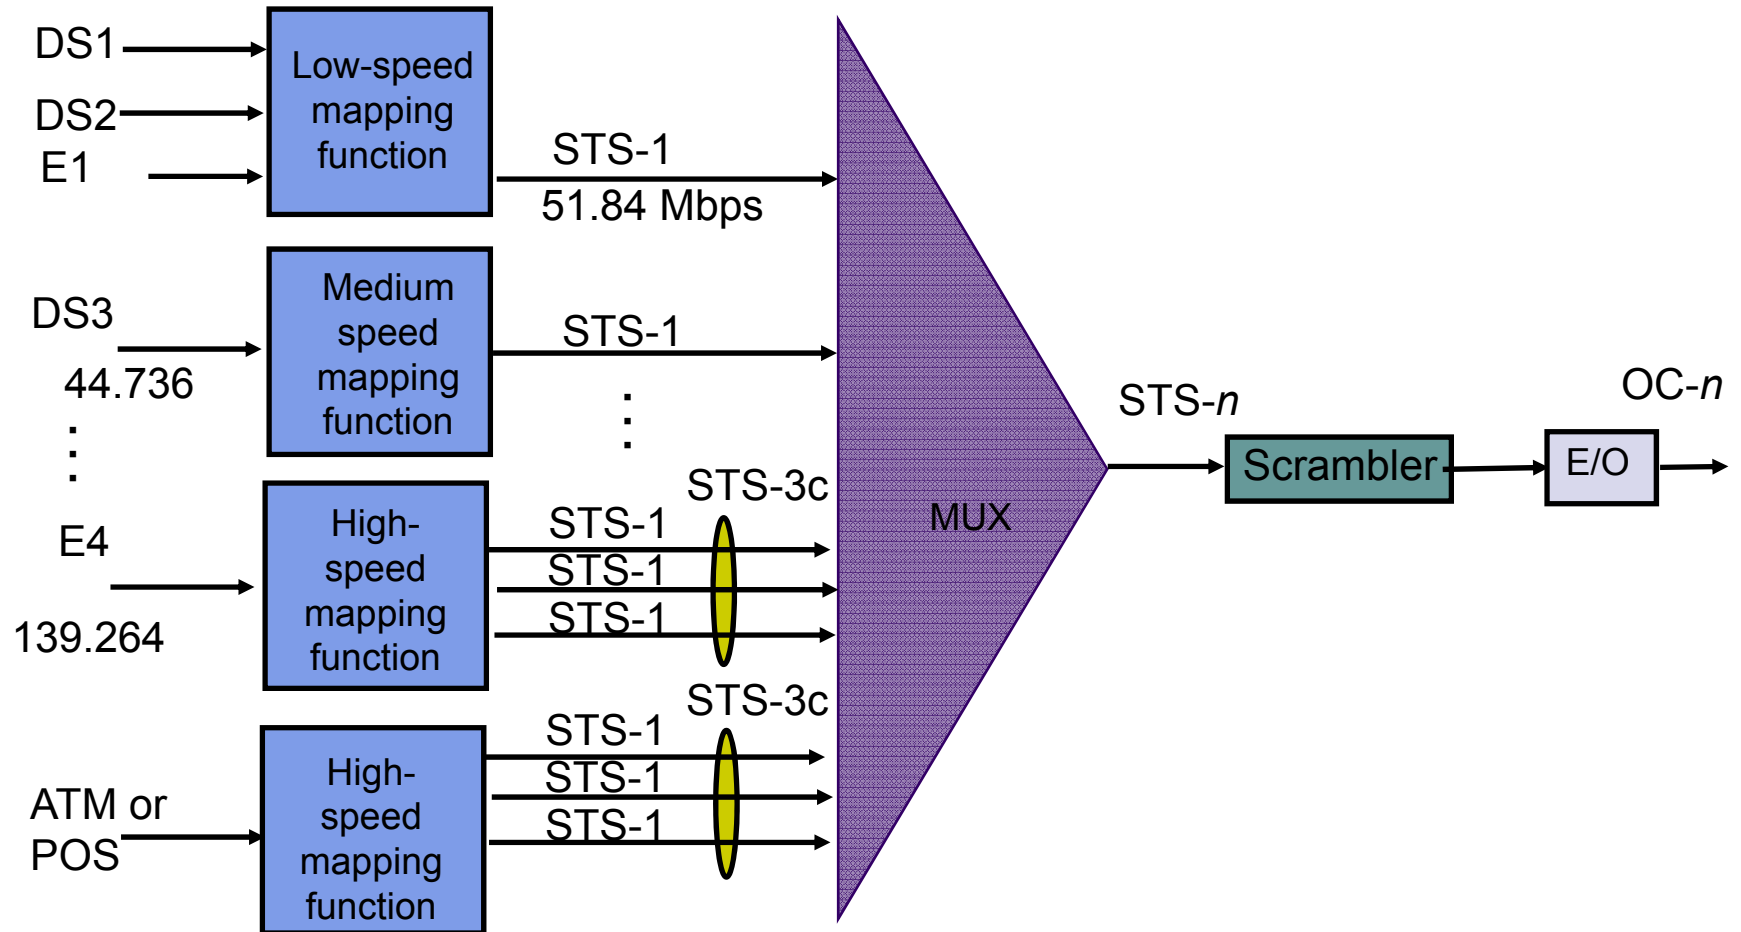 DS1
DS2
E1
Low-speed
mapping
function
STS-1
51.84 Mbps
DS3
44.736
Medium
speed
mapping
function
STS-1
E4
139.264
High-
speed
mapping
function
STS-1
STS-1
STS-1
STS-3c
ATM or
POS
High-
speed
mapping
function
STS-1
STS-1
STS-1
STS-3c
MUX
STS-n
Scrambler
E/O
OC-n